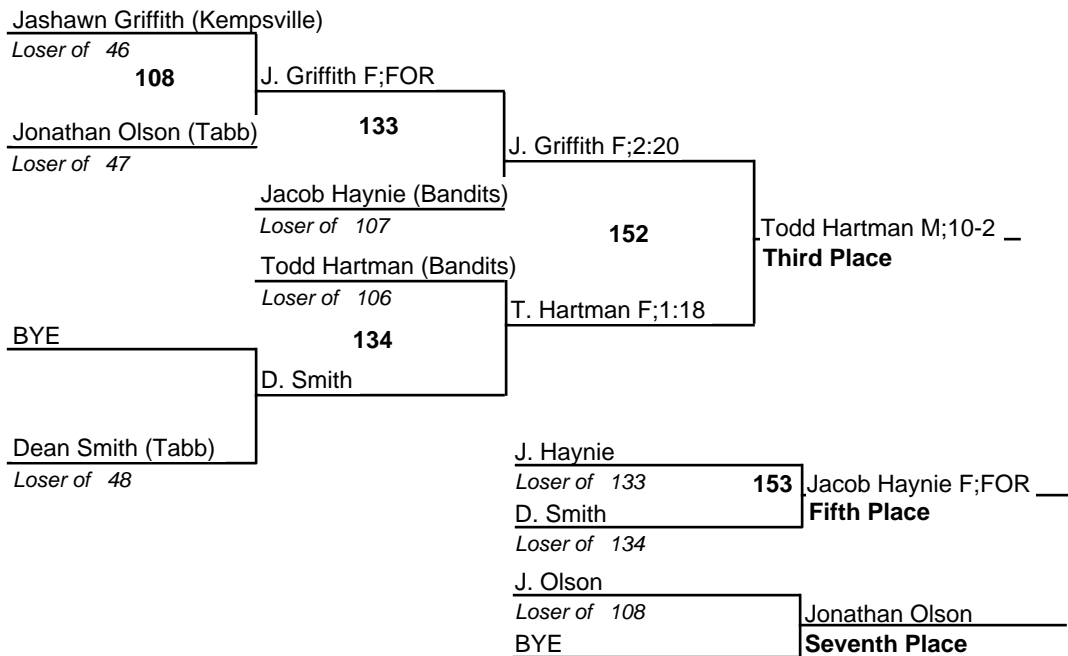 Jashawn Griffith (Kempsville)
Loser of 46
108
J. Griffith F;FOR
Jonathan Olson (Tabb)
133
J. Griffith F;2:20
Loser of 47
Jacob Haynie (Bandits)
Loser of 107
152
Todd Hartman M;10-2
Third Place
Todd Hartman (Bandits)
Loser of 106
T. Hartman F;1:18
BYE
134
D. Smith
Dean Smith (Tabb)
Loser of 48
J. Haynie
Loser of 133
153
Jacob Haynie F;FOR
D. Smith
Fifth Place
Loser of 134
J. Olson
Loser of 108
Jonathan Olson
BYE
Seventh Place